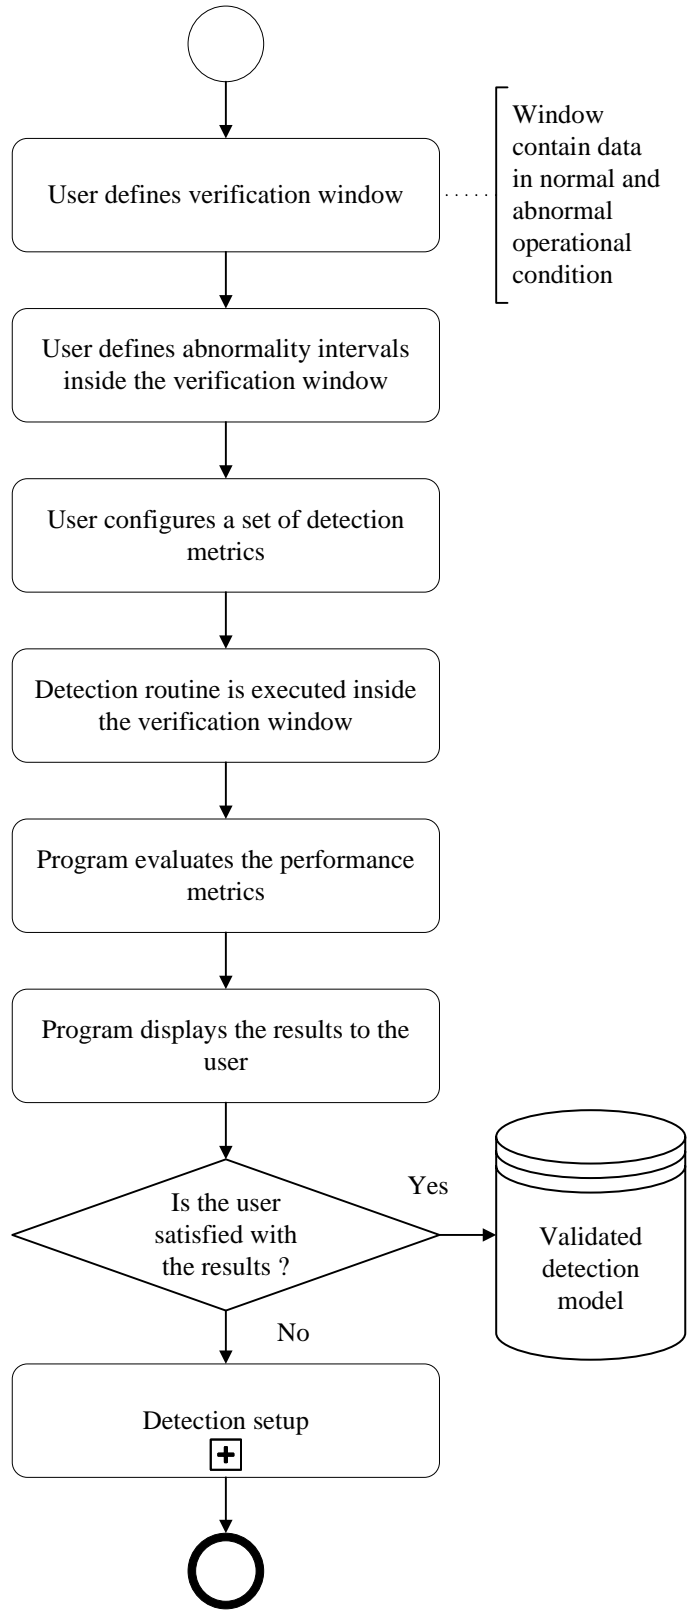 User defines verification window
Window
contain data
in normal and
abnormal
operational
condition
User defines abnormality intervals
inside the verification window
User configures a set of detection
metrics
Detection routine is executed inside
the verification window
Program evaluates the performance
metrics
Program displays the results to the
user
Is the user
satisfied with
the results ?
Yes
Validated
detection
model
No
Detection setup